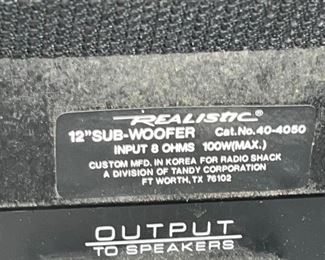 REALISTIC®
12"SUB-WOOFER Cat.No.40-4050
INPUT 8 OHMS 100W(MAX.)
CUSTOM MFD. IN KOREA FOR RADIO SHACK
A DIVISION OF TANDY CORPORATION
FT WORTH, TX 76102
OUTPUT
TO SPEAKERS